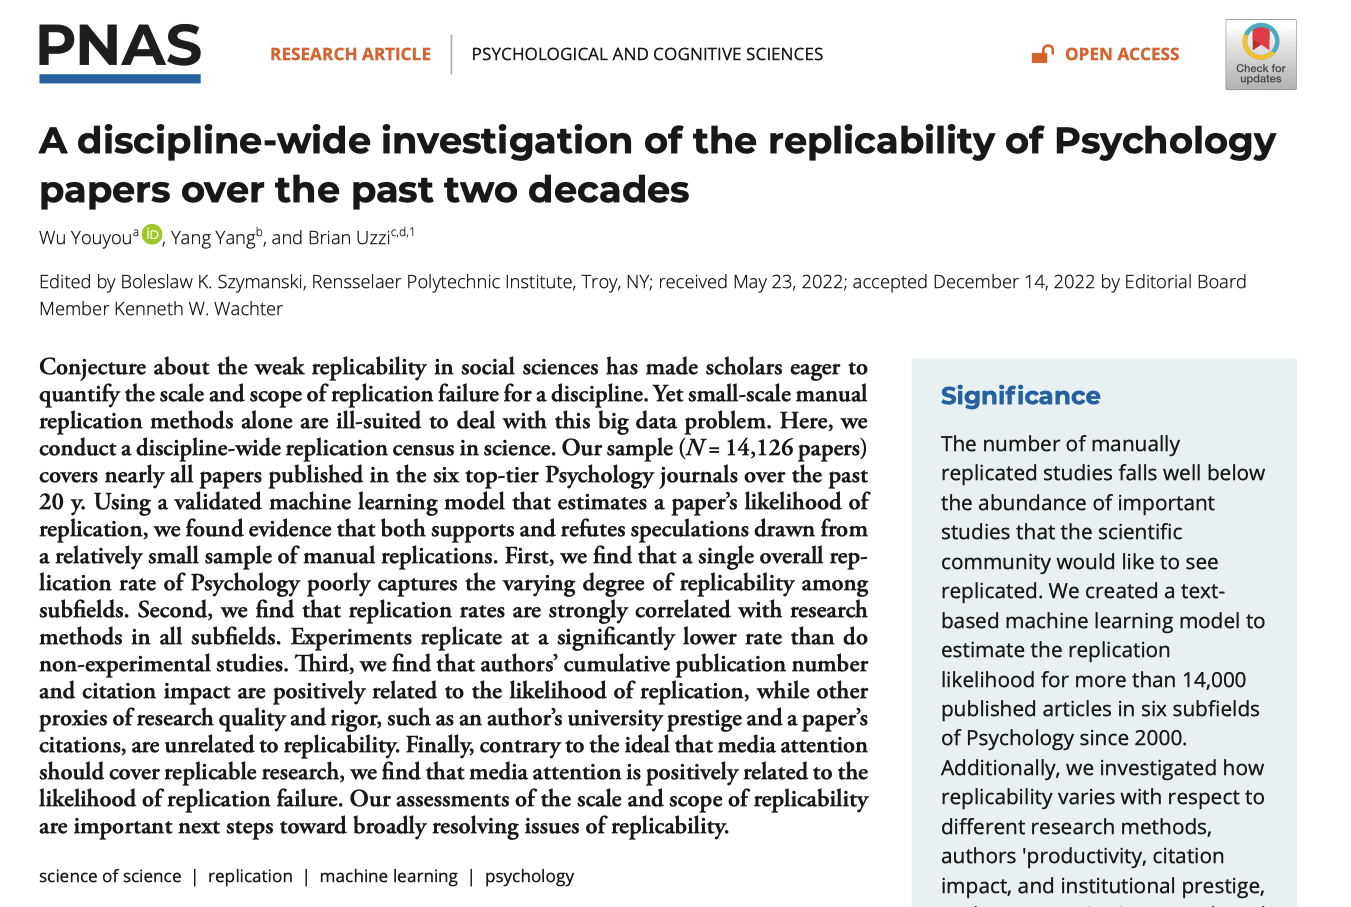 PNAS
RESEARCH ARTICLE | PSYCHOLOGICAL AND COGNITIVE SCIENCES
OPEN ACCESS
Check for
updates
A discipline-wide investigation of the replicability of Psychology
papers over the past two decades
Wu Youyouᵃ iD, Yang Yangᵇ, and Brian Uzziᶜ,ᵈ,¹
Edited by Boleslaw K. Szymanski, Rensselaer Polytechnic Institute, Troy, NY; received May 23, 2022; accepted December 14, 2022 by Editorial Board
Member Kenneth W. Wachter
Conjecture about the weak replicability in social sciences has made scholars eager to
quantify the scale and scope of replication failure for a discipline. Yet small-scale manual
replication methods alone are ill-suited to deal with this big data problem. Here, we
conduct a discipline-wide replication census in science. Our sample (N = 14,126 papers)
covers nearly all papers published in the six top-tier Psychology journals over the past
20 y. Using a validated machine learning model that estimates a paper's likelihood of
replication, we found evidence that both supports and refutes speculations drawn from
a relatively small sample of manual replications. First, we find that a single overall rep-
lication rate of Psychology poorly captures the varying degree of replicability among
subfields. Second, we find that replication rates are strongly correlated with research
methods in all subfields. Experiments replicate at a significantly lower rate than do
non-experimental studies. Third, we find that authors' cumulative publication number
and citation impact are positively related to the likelihood of replication, while other
proxies of research quality and rigor, such as an author's university prestige and a paper's
citations, are unrelated to replicability. Finally, contrary to the ideal that media attention
should cover replicable research, we find that media attention is positively related to the
likelihood of replication failure. Our assessments of the scale and scope of replicability
are important next steps toward broadly resolving issues of replicability.
science of science | replication | machine learning | psychology
Significance
The number of manually
replicated studies falls well below
the abundance of important
studies that the scientific
community would like to see
replicated. We created a text-
based machine learning model to
estimate the replication
likelihood for more than 14,000
published articles in six subfields
of Psychology since 2000.
Additionally, we investigated how
replicability varies with respect to
different research methods,
authors 'productivity, citation
impact, and institutional prestige,